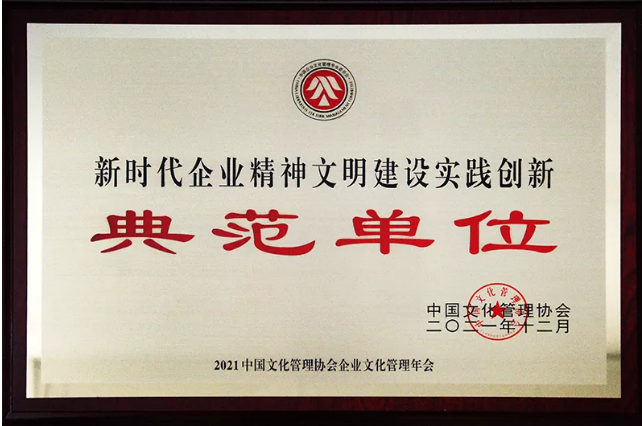 新时代企业精神文明建设实践创新
典范单位
中国文化管理协会
二〇二一年十二月
2021中国文化管理协会企业文化管理年会